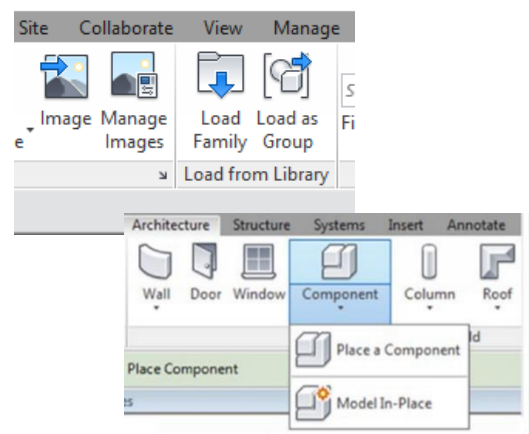 Site Collaborate View Manage
Image Manage Load Load as
Images Family Group
Load from Library
Architecture Structure Systems Insert Annotate
Wall Door Window Component Column Roof
Place a Component
Place Component
Model In-Place